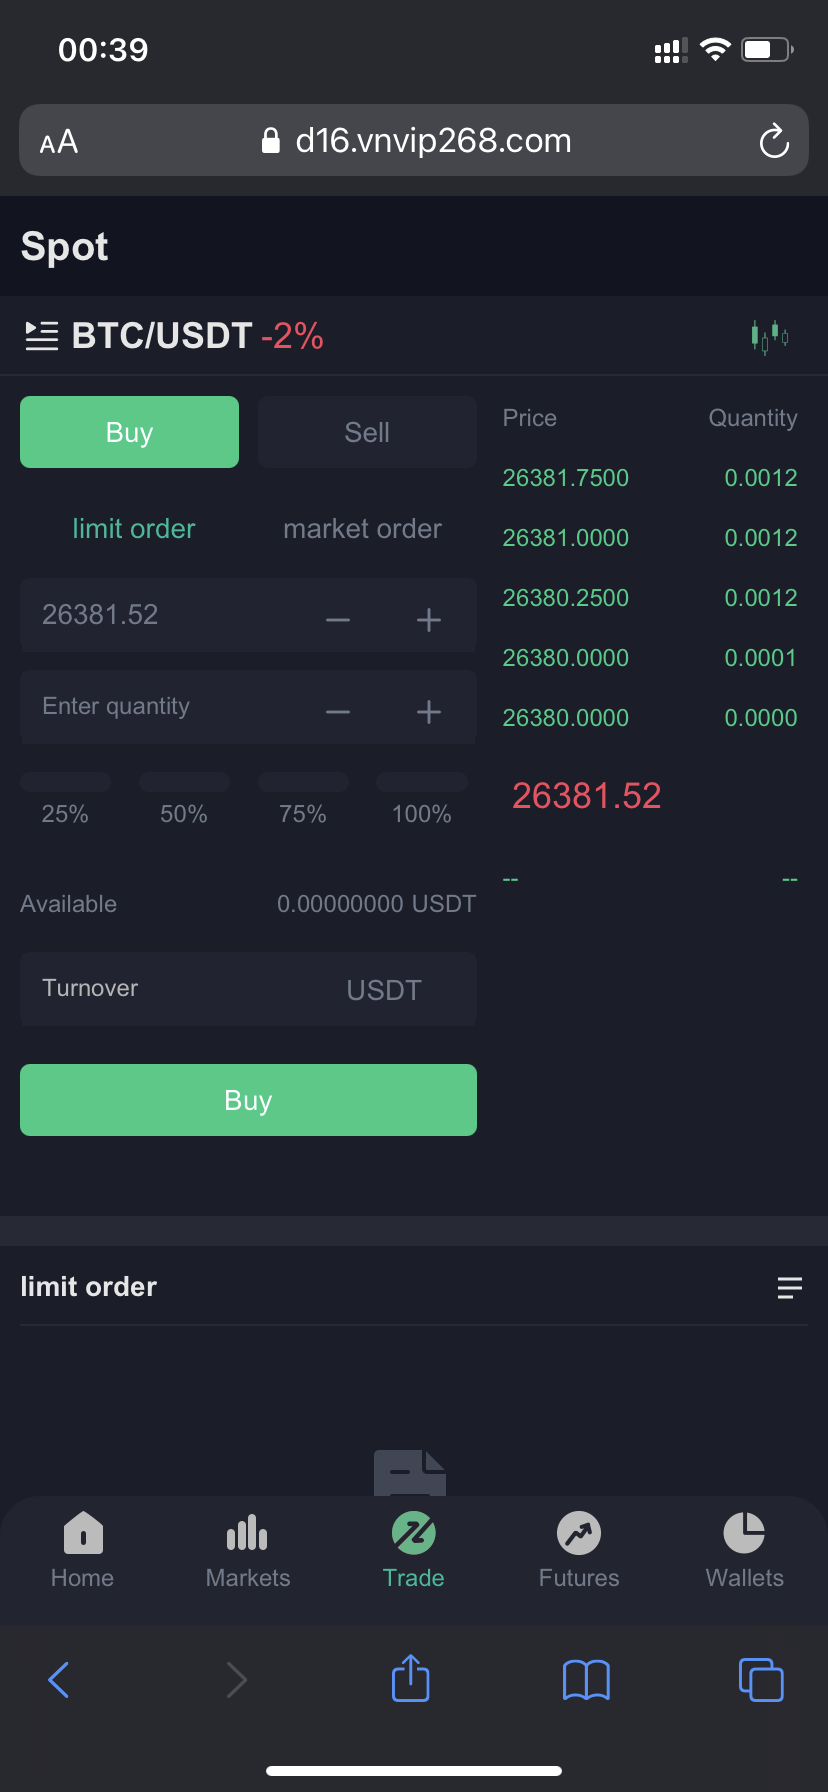 00:39
AA d16.vnvip268.com
Spot
BTC/USDT -2%
Buy Sell
limit order market order
26381.52
Enter quantity
25% 50% 75% 100%
Available 0.00000000 USDT
Turnover USDT
Buy
Price Quantity
26381.7500 0.0012
26381.0000 0.0012
26380.2500 0.0012
26380.0000 0.0001
26380.0000 0.0000
26381.52
-- --
limit order
Home Markets Trade Futures Wallets